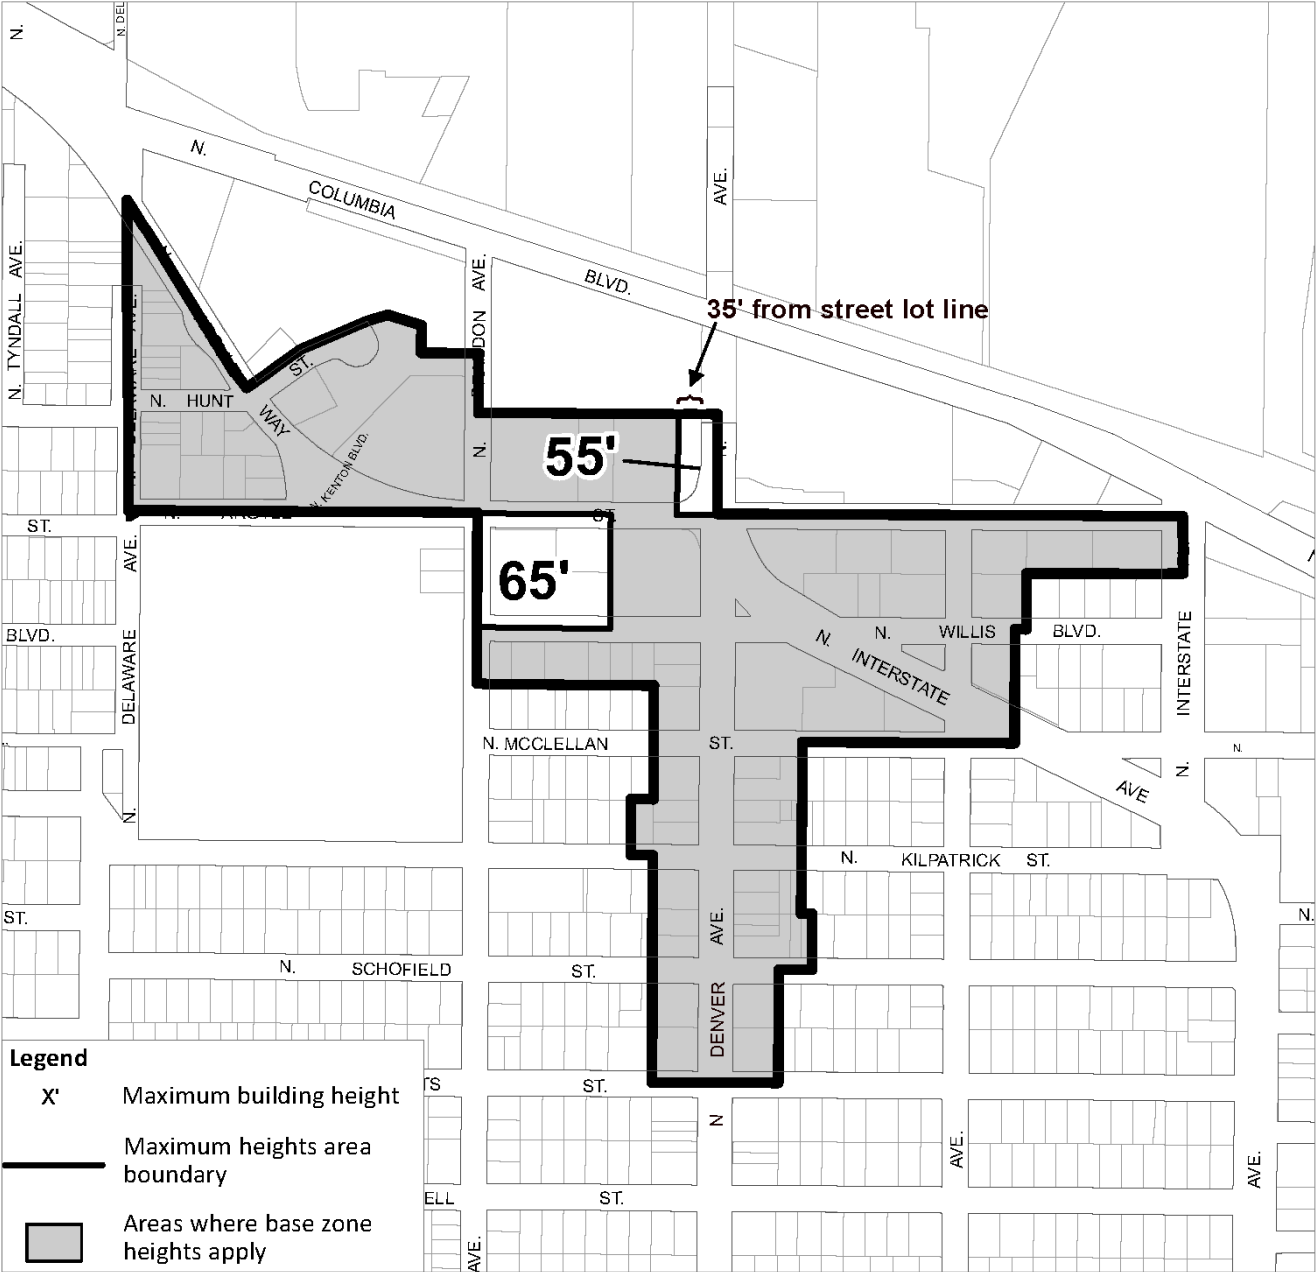 N.
N. DEL
N.
COLUMBIA
BLVD.
AVE.
N. TYNDALL AVE.
AVE.
35' from street lot line
ST.
N. HUNT
WAY
N. KENTON BLVD.
N.
55'
N.
ST.
ST.
N.
65'
AVE.
BLVD.
DELAWARE
N.
N.
N. WILLIS BLVD.
INTERSTATE
INTERSTATE
N. MCCLELLAN ST.
N.
N.
AVE
N. KILPATRICK ST.
ST.
AVE.
N.
N. SCHOFIELD ST.
DENVER
Legend
X' Maximum building height
TS ST.
Maximum heights area
boundary
N
AVE.
AVE.
ELL ST.
Areas where base zone
heights apply
AVE.